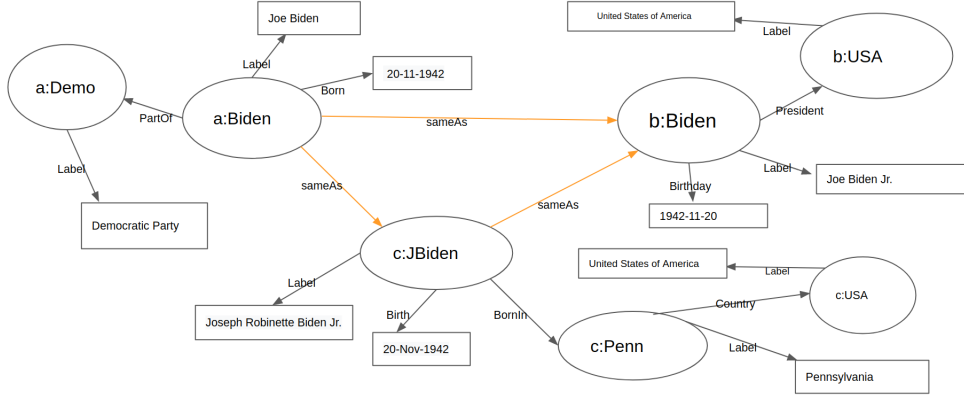 United States of America
Joe Biden
Label
b:USA
Label
20-11-1942
a:Demo
Born
PartOf
a:Biden
sameAs
b:Biden
President
Label
Label
Joe Biden Jr.
sameAs
Birthday
sameAs
1942-11-20
Democratic Party
c:JBiden
United States of America
Label
Label
c:USA
Country
Birth
BornIn
Joseph Robinette Biden Jr.
20-Nov-1942
c:Penn
Label
Pennsylvania